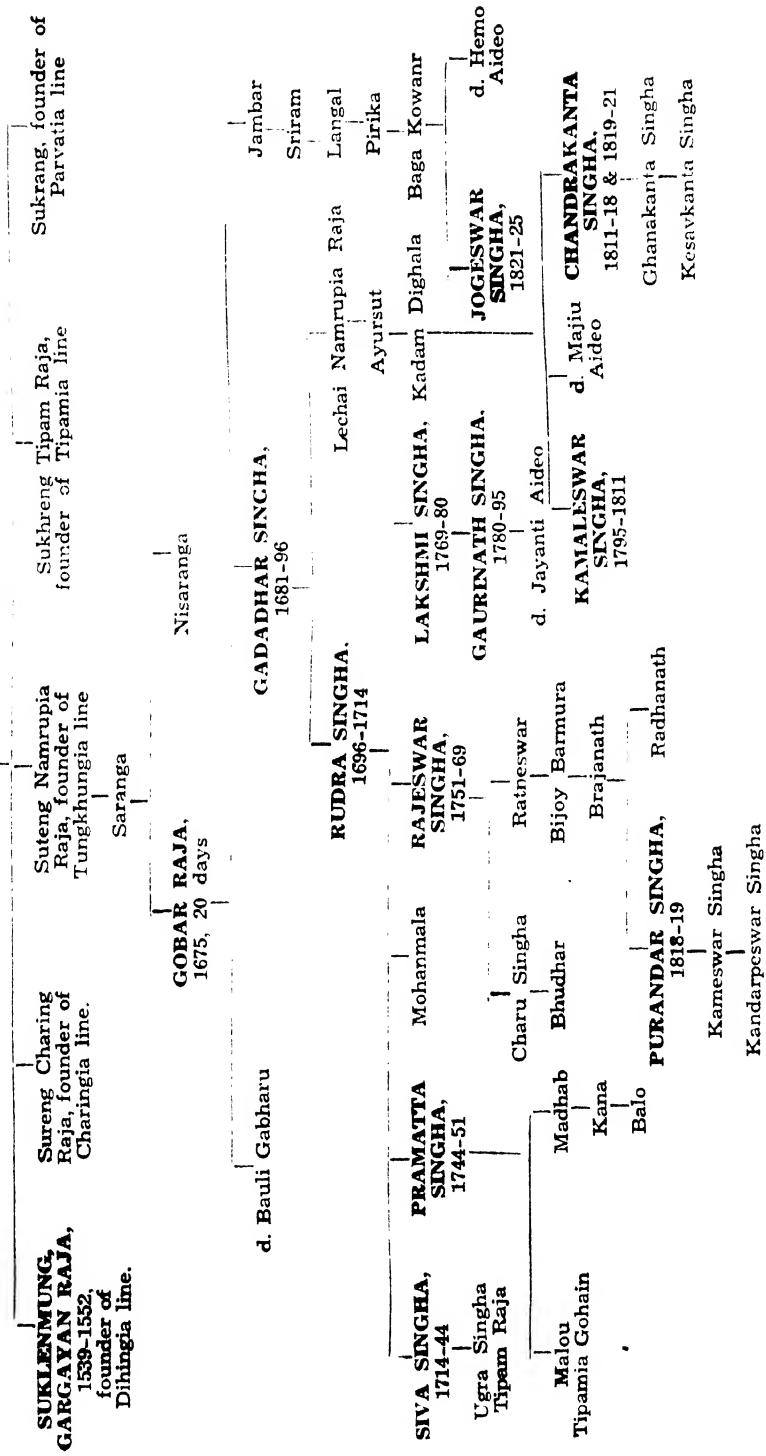 SUKLENMUNG,
GARGAYAN RAJA,
1539-1552,
founder of
Dihingia line.
Sureng Charing
Raja, founder of
Charingia line.
Suteng Namrupia
Raja, founder of
Tungkhungia line
Sukhreng Tipam Raja,
founder of Tipamia line
Sukrang, founder of
Parvatia line
Saranga
GOBAR RAJA,
1675, 20 days
Nisaranga
d. Bauli Gabharu
GADADHAR SINGHA,
1681-96
Jambar
Sriram
Langal
Pirika
RUDRA SINGHA.
1696-1714
Lechai Namrupia Raja
Ayursut
SIVA SINGHA,
1714-44
Ugra Singha
Tipam Raja
PRAMATTA
SINGHA,
1744-51
Mohanmala
RAJESWAR
SINGHA,
1751-69
LAKSHMI SINGHA,
1769-80
GAURINATH SINGHA.
1780-95
d. Jayanti Aideo
Kadam Dighala
Baga Kowanr
JOGESWAR
SINGHA,
1821-25
d. Hemo
Aideo
Malou
Tipamia Gohain
Madhab
Kana
Balo
Charu Singha
Bhudhar
Ratneswar
Bijoy Barmura
Brajanath
KAMALESWAR
SINGHA,
1795-1811
d. Majiu
Aideo
CHANDRAKANTA
SINGHA,
1811-18 & 1819-21
Ghanakanta Singha
Kesavkanta Singha
PURANDAR SINGHA,
1818-19
Radhanath
Kameswar Singha
Kandarpeswar Singha